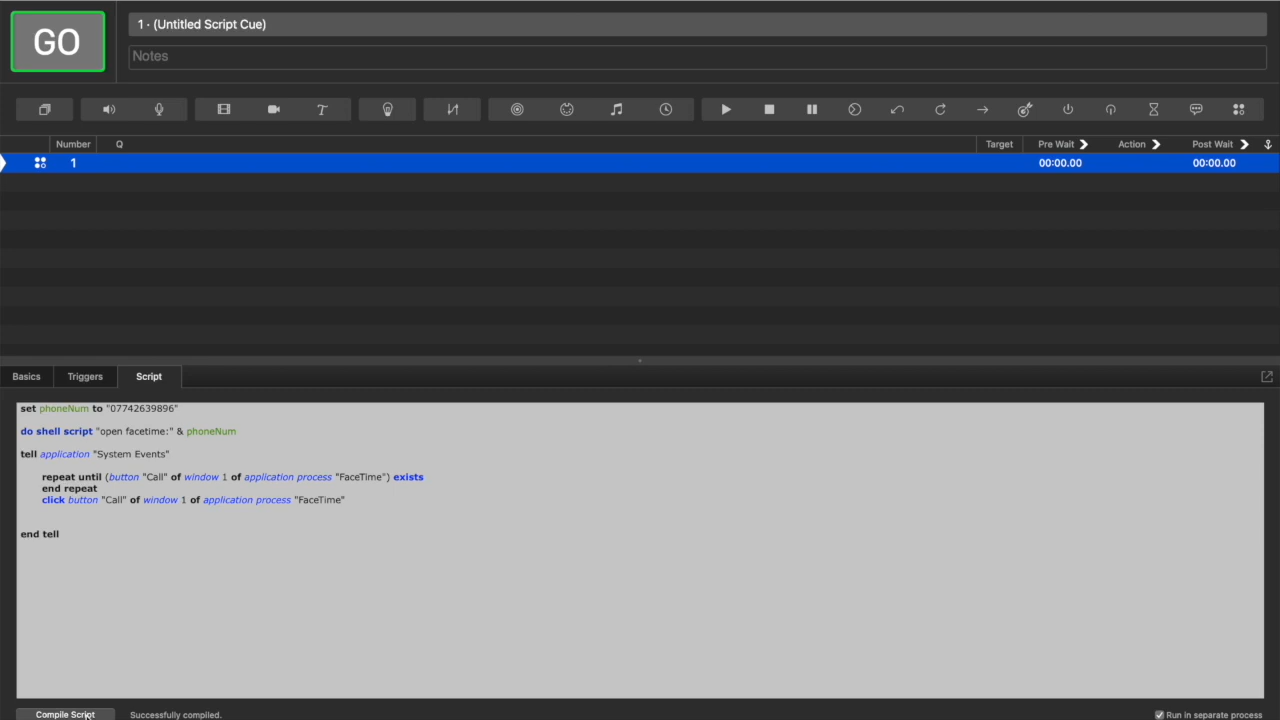 GO
1 · (Untitled Script Cue)
Notes
Number Q Target Pre Wait Action Post Wait
1 00:00.00 00:00.00
Basics Triggers Script
set phoneNum to "07742639896"
do shell script "open facetime:" & phoneNum
tell application "System Events"
repeat until (button "Call" of window 1 of application process "FaceTime") exists
end repeat
click button "Call" of window 1 of application process "FaceTime"
end tell
Compile Script Successfully compiled. Run in separate process